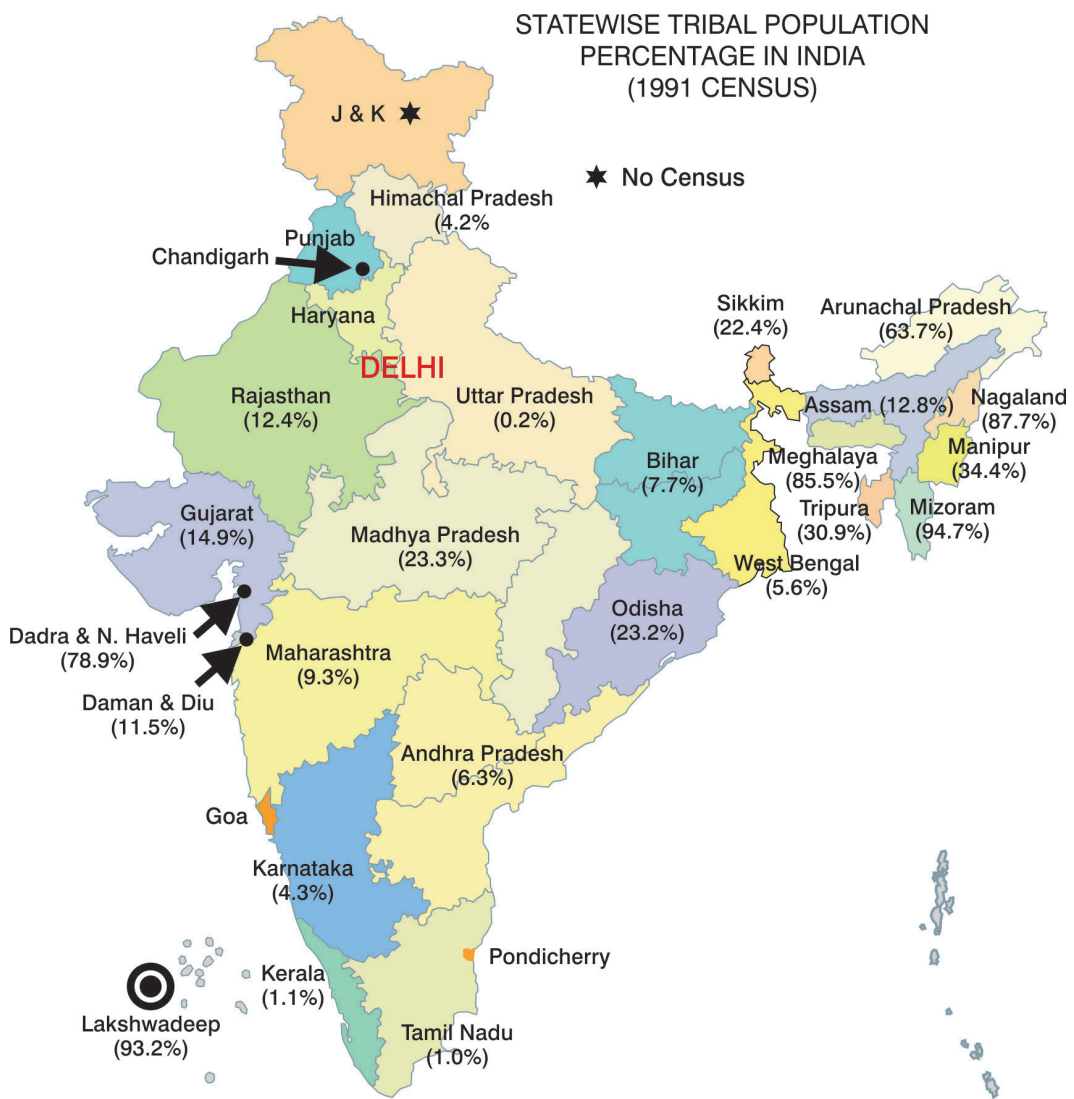 STATEWISE TRIBAL POPULATION
PERCENTAGE IN INDIA
(1991 CENSUS)
J & K
No Census
Himachal Pradesh
(4.2%
Punjab
Chandigarh
Haryana
DELHI
Sikkim
(22.4%)
Arunachal Pradesh
(63.7%)
Rajasthan
(12.4%)
Uttar Pradesh
(0.2%)
Assam (12.8%)
Nagaland
(87.7%)
Bihar
(7.7%)
Meghalaya
(85.5%)
Manipur
(34.4%)
Gujarat
(14.9%)
Madhya Pradesh
(23.3%)
Tripura
(30.9%)
Mizoram
(94.7%)
West Bengal
(5.6%)
Odisha
(23.2%)
Dadra & N. Haveli
(78.9%)
Maharashtra
(9.3%)
Daman & Diu
(11.5%)
Andhra Pradesh
(6.3%)
Goa
Karnataka
(4.3%)
Pondicherry
Kerala
(1.1%)
Lakshwadeep
(93.2%)
Tamil Nadu
(1.0%)